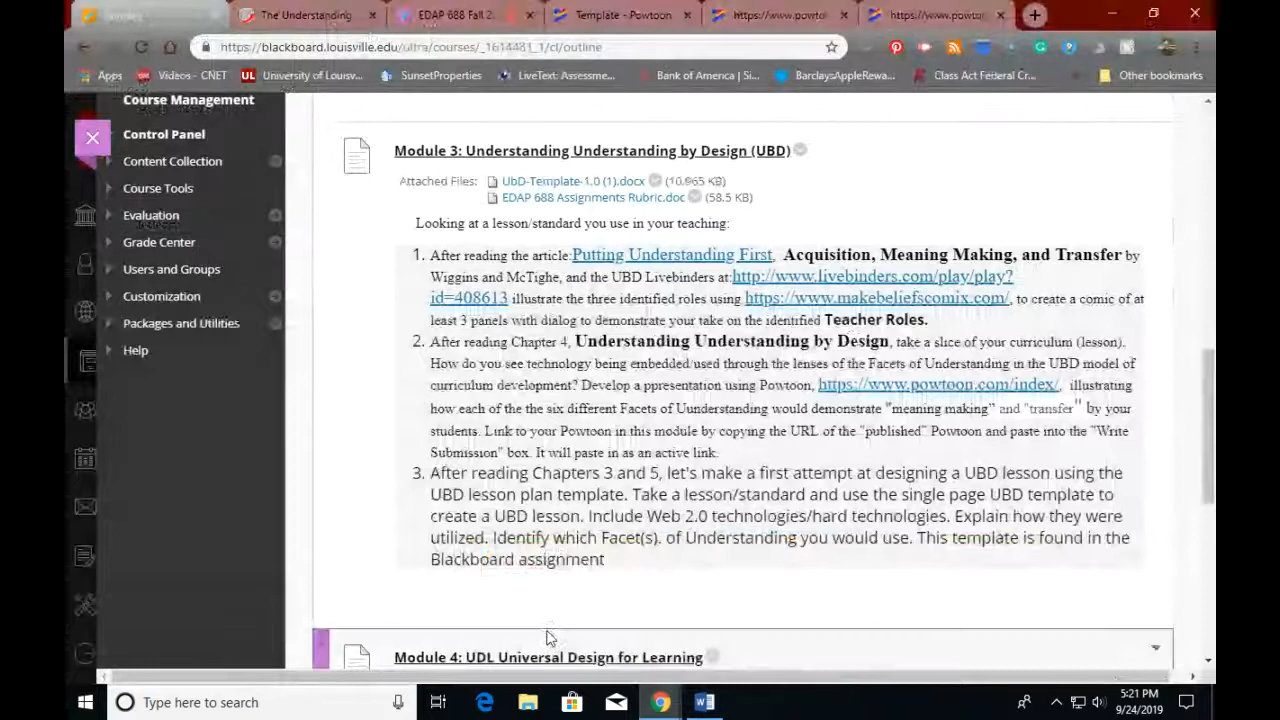 The Understanding
EDAP 688 Fall 2
Template - Powtoon
https://www.powto
https://www.powto
https://blackboard.louisville.edu/ultra/courses/_1614481_1/cl/outline
Apps
Videos - CNET
University of Louisv...
SunsetProperties
LiveText: Assessme...
Bank of America | Si...
BarclaysAppleRewa...
Class Act Federal Cr...
Other bookmarks
Course Management
Control Panel
Content Collection
Course Tools
Evaluation
Grade Center
Users and Groups
Customization
Packages and Utilities
Help
Module 3: Understanding Understanding by Design (UBD)
Attached Files: UbD-Template-1.0 (1).docx (10.965 KB)
EDAP 688 Assignments Rubric.doc (58.5 KB)
Looking at a lesson/standard you use in your teaching:
1. After reading the article:Putting Understanding First, Acquisition, Meaning Making, and Transfer by
Wiggins and McTighe, and the UBD Livebinders at:http://www.livebinders.com/play/play?
id=408613 illustrate the three identified roles using https://www.makebeliefscomix.com/, to create a comic of at
least 3 panels with dialog to demonstrate your take on the identified Teacher Roles.
2. After reading Chapter 4, Understanding Understanding by Design, take a slice of your curriculum (lesson).
How do you see technology being embedded/used through the lenses of the Facets of Understanding in the UBD model of
curriculum development? Develop a ppresentation using Powtoon, https://www.powtoon.com/index/, illustrating
how each of the the six different Facets of Uunderstanding would demonstrate "meaning making" and "transfer" by your
students. Link to your Powtoon in this module by copying the URL of the "published" Powtoon and paste into the "Write
Submission" box. It will paste in as an active link.
3. After reading Chapters 3 and 5, let's make a first attempt at designing a UBD lesson using the
UBD lesson plan template. Take a lesson/standard and use the single page UBD template to
create a UBD lesson. Include Web 2.0 technologies/hard technologies. Explain how they were
utilized. Identify which Facet(s). of Understanding you would use. This template is found in the
Blackboard assignment
Module 4: UDL Universal Design for Learning
Type here to search
5:21 PM
9/24/2019